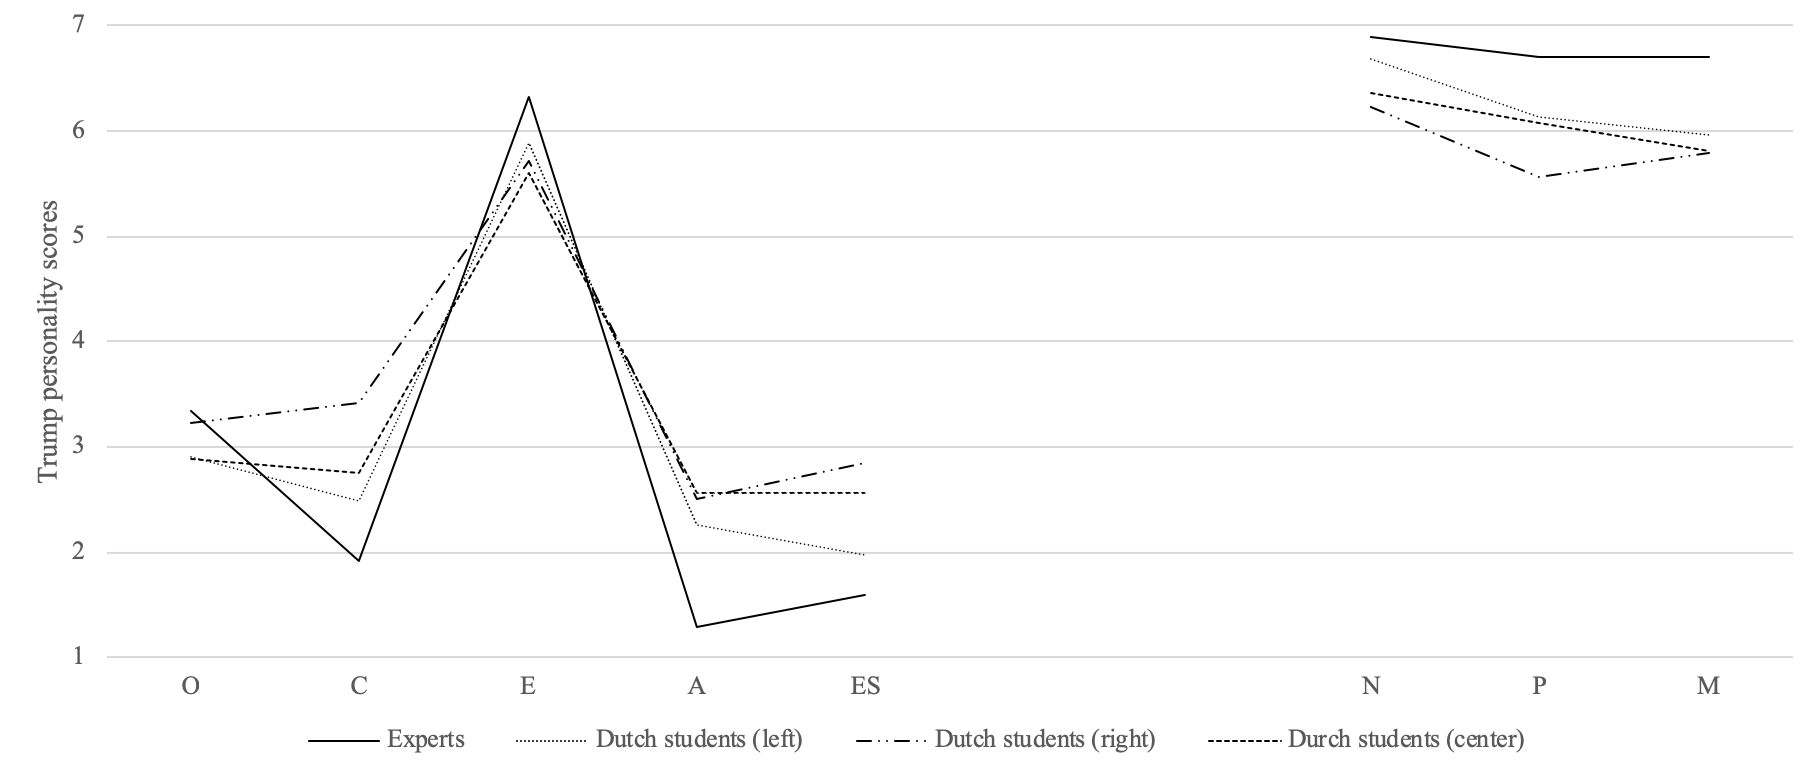 7
6
5
4
3
2
1
Trump personality scores
O C E A ES N P M
Experts Dutch students (left) Dutch students (right) Durch students (center)